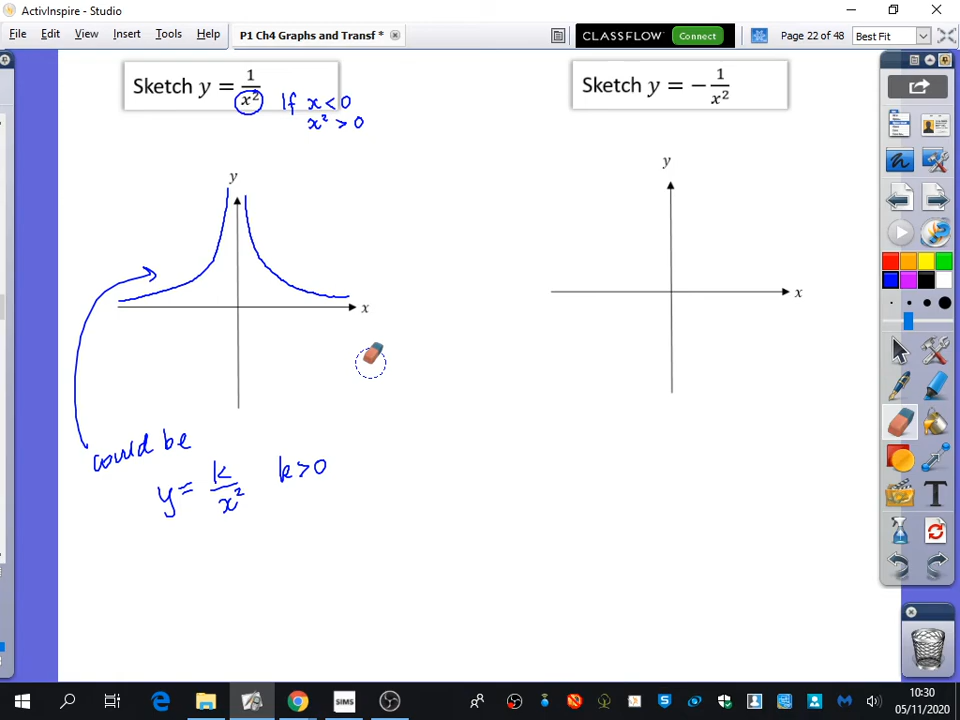 ActivInspire - Studio
File Edit View Insert Tools Help P1 Ch4 Graphs and Transf * CLASSFLOW Connect Page 22 of 48 Best Fit
Sketch y = 1/x²
If x < 0
x² > 0
y
x
could be
y = k/x² k > 0
Sketch y = −1/x²
y
x
T
SIMS
10:30
05/11/2020